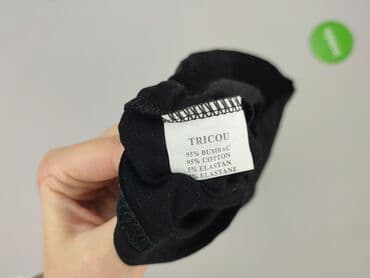 TRICOU
95% BUMBAC
95% COTTON
5% ELASTAN
5% ELASTANE